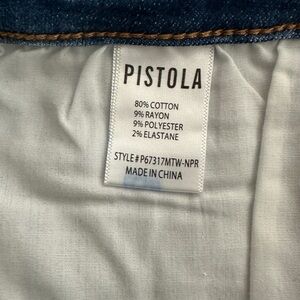 PISTOLA
80% COTTON
9% RAYON
9% POLYESTER
2% ELASTANE
STYLE# P67317MTW-NPR
MADE IN CHINA